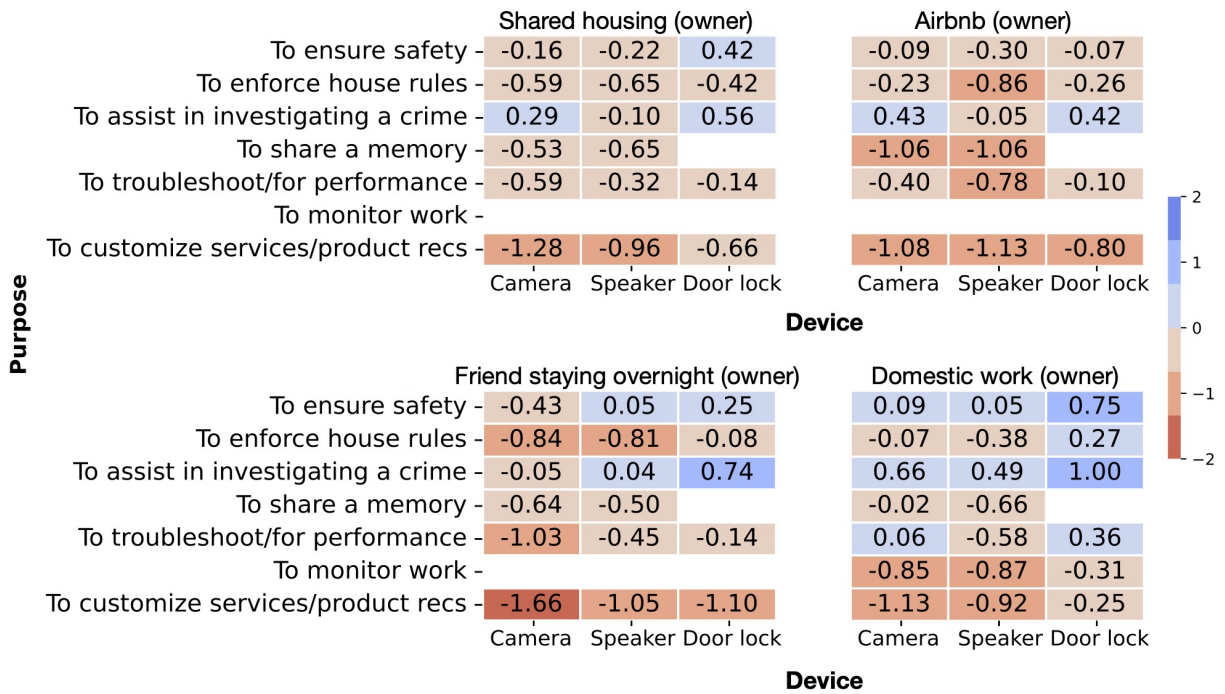 Shared housing (owner) Airbnb (owner)
To ensure safety -0.16 -0.22 0.42 -0.09 -0.30 -0.07
To enforce house rules -0.59 -0.65 -0.42 -0.23 -0.86 -0.26
To assist in investigating a crime 0.29 -0.10 0.56 0.43 -0.05 0.42
To share a memory -0.53 -0.65 -1.06 -1.06
To troubleshoot/for performance -0.59 -0.32 -0.14 -0.40 -0.78 -0.10
To monitor work
To customize services/product recs -1.28 -0.96 -0.66 -1.08 -1.13 -0.80
Camera Speaker Door lock Camera Speaker Door lock
Device
Purpose
2
1
0
−1
−2
Friend staying overnight (owner) Domestic work (owner)
To ensure safety -0.43 0.05 0.25 0.09 0.05 0.75
To enforce house rules -0.84 -0.81 -0.08 -0.07 -0.38 0.27
To assist in investigating a crime -0.05 0.04 0.74 0.66 0.49 1.00
To share a memory -0.64 -0.50 -0.02 -0.66
To troubleshoot/for performance -1.03 -0.45 -0.14 0.06 -0.58 0.36
To monitor work -0.85 -0.87 -0.31
To customize services/product recs -1.66 -1.05 -1.10 -1.13 -0.92 -0.25
Camera Speaker Door lock Camera Speaker Door lock
Device